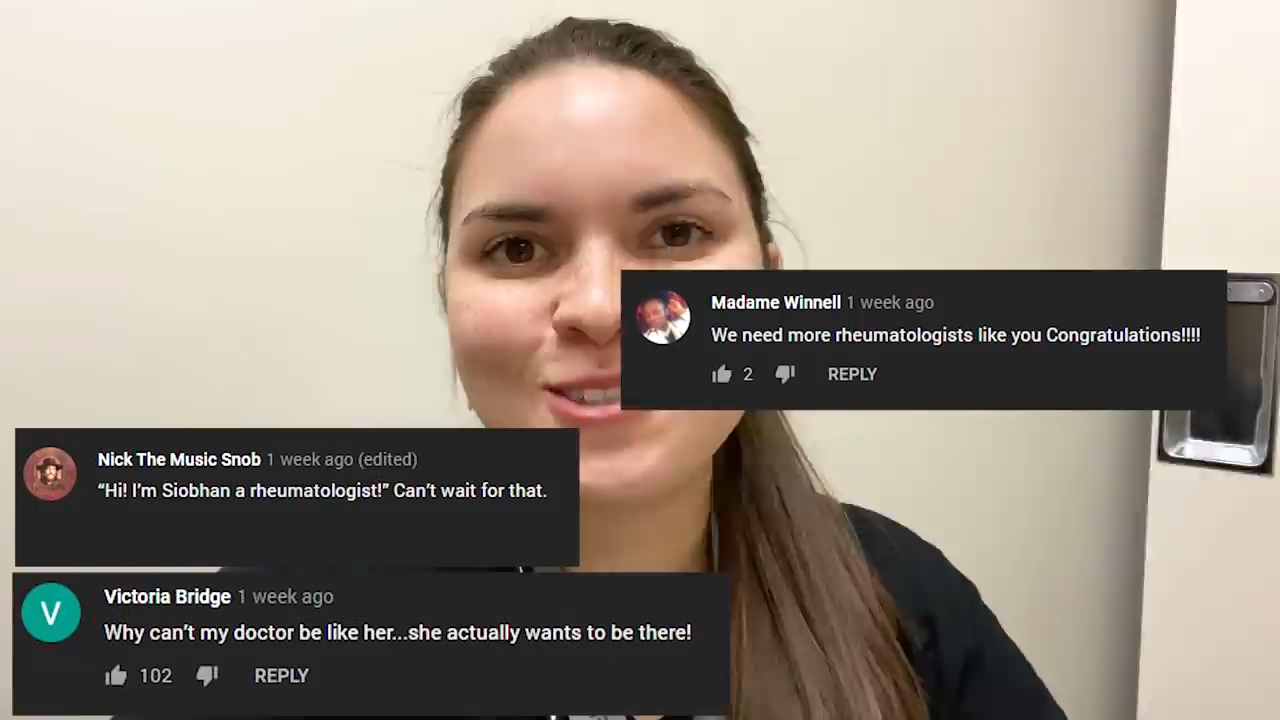 Madame Winnell 1 week ago
We need more rheumatologists like you Congratulations!!!!
2 REPLY
Nick The Music Snob 1 week ago (edited)
“Hi! I’m Siobhan a rheumatologist!” Can’t wait for that.
V
Victoria Bridge 1 week ago
Why can’t my doctor be like her...she actually wants to be there!
102 REPLY